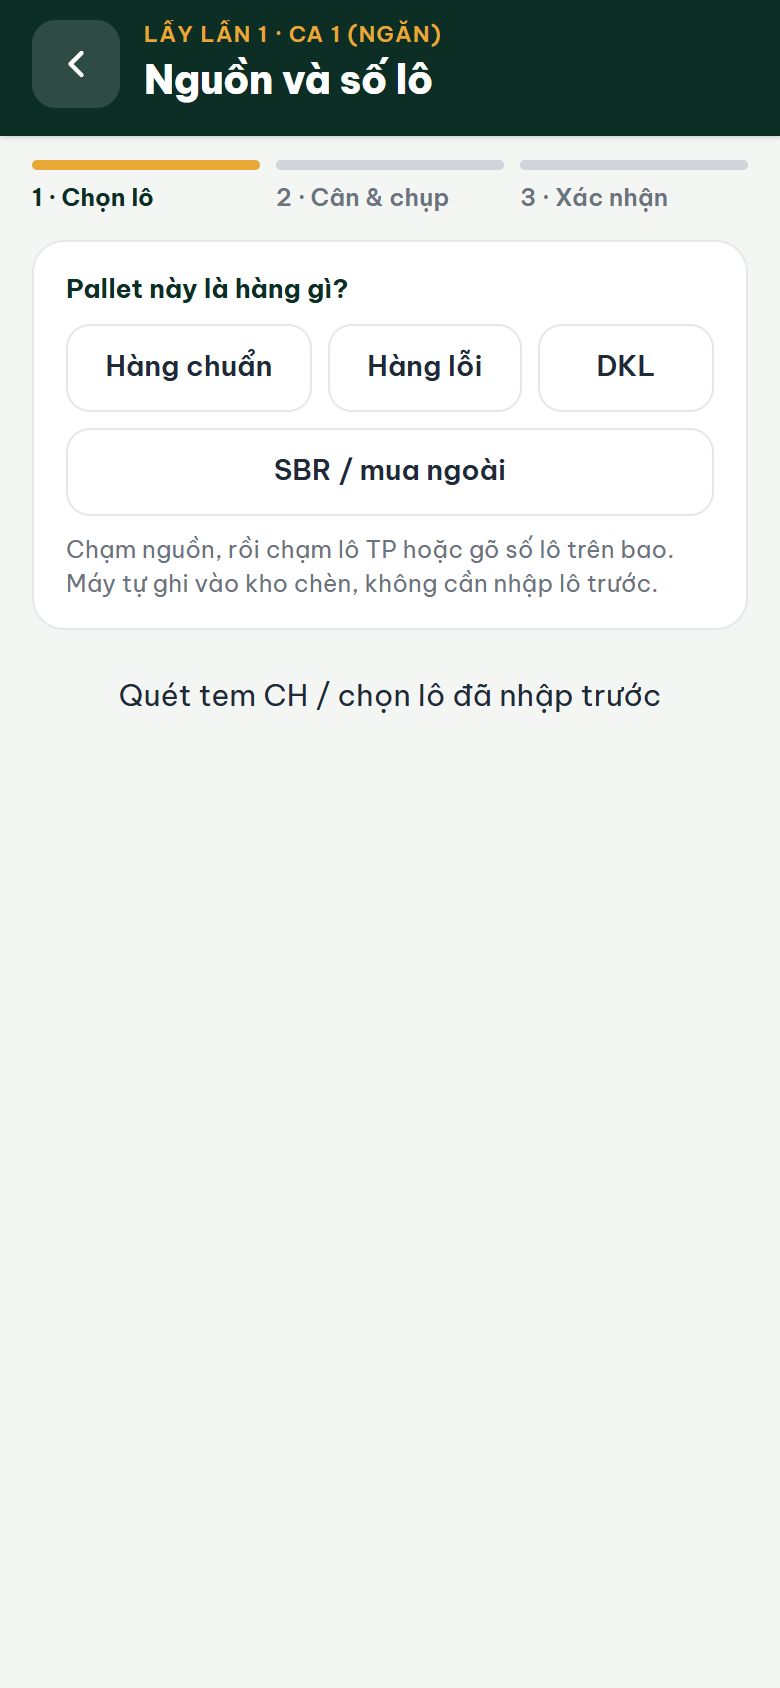 LẤY LẦN 1 · CA 1 (NGẮN)
Nguồn và số lô
1 · Chọn lô
2 · Cân & chụp
3 · Xác nhận
Pallet này là hàng gì?
Hàng chuẩn
Hàng lỗi
DKL
SBR / mua ngoài
Chạm nguồn, rồi chạm lô TP hoặc gõ số lô trên bao.
Máy tự ghi vào kho chèn, không cần nhập lô trước.
Quét tem CH / chọn lô đã nhập trước